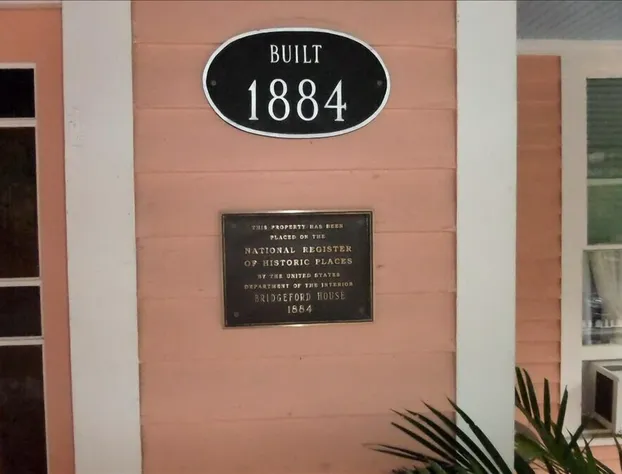 BUILT
1884
THIS PROPERTY HAS BEEN
PLACED ON THE
NATIONAL REGISTER
OF HISTORIC PLACES
BY THE UNITED STATES
DEPARTMENT OF THE INTERIOR
BRIDGEFORD HOUSE
1884